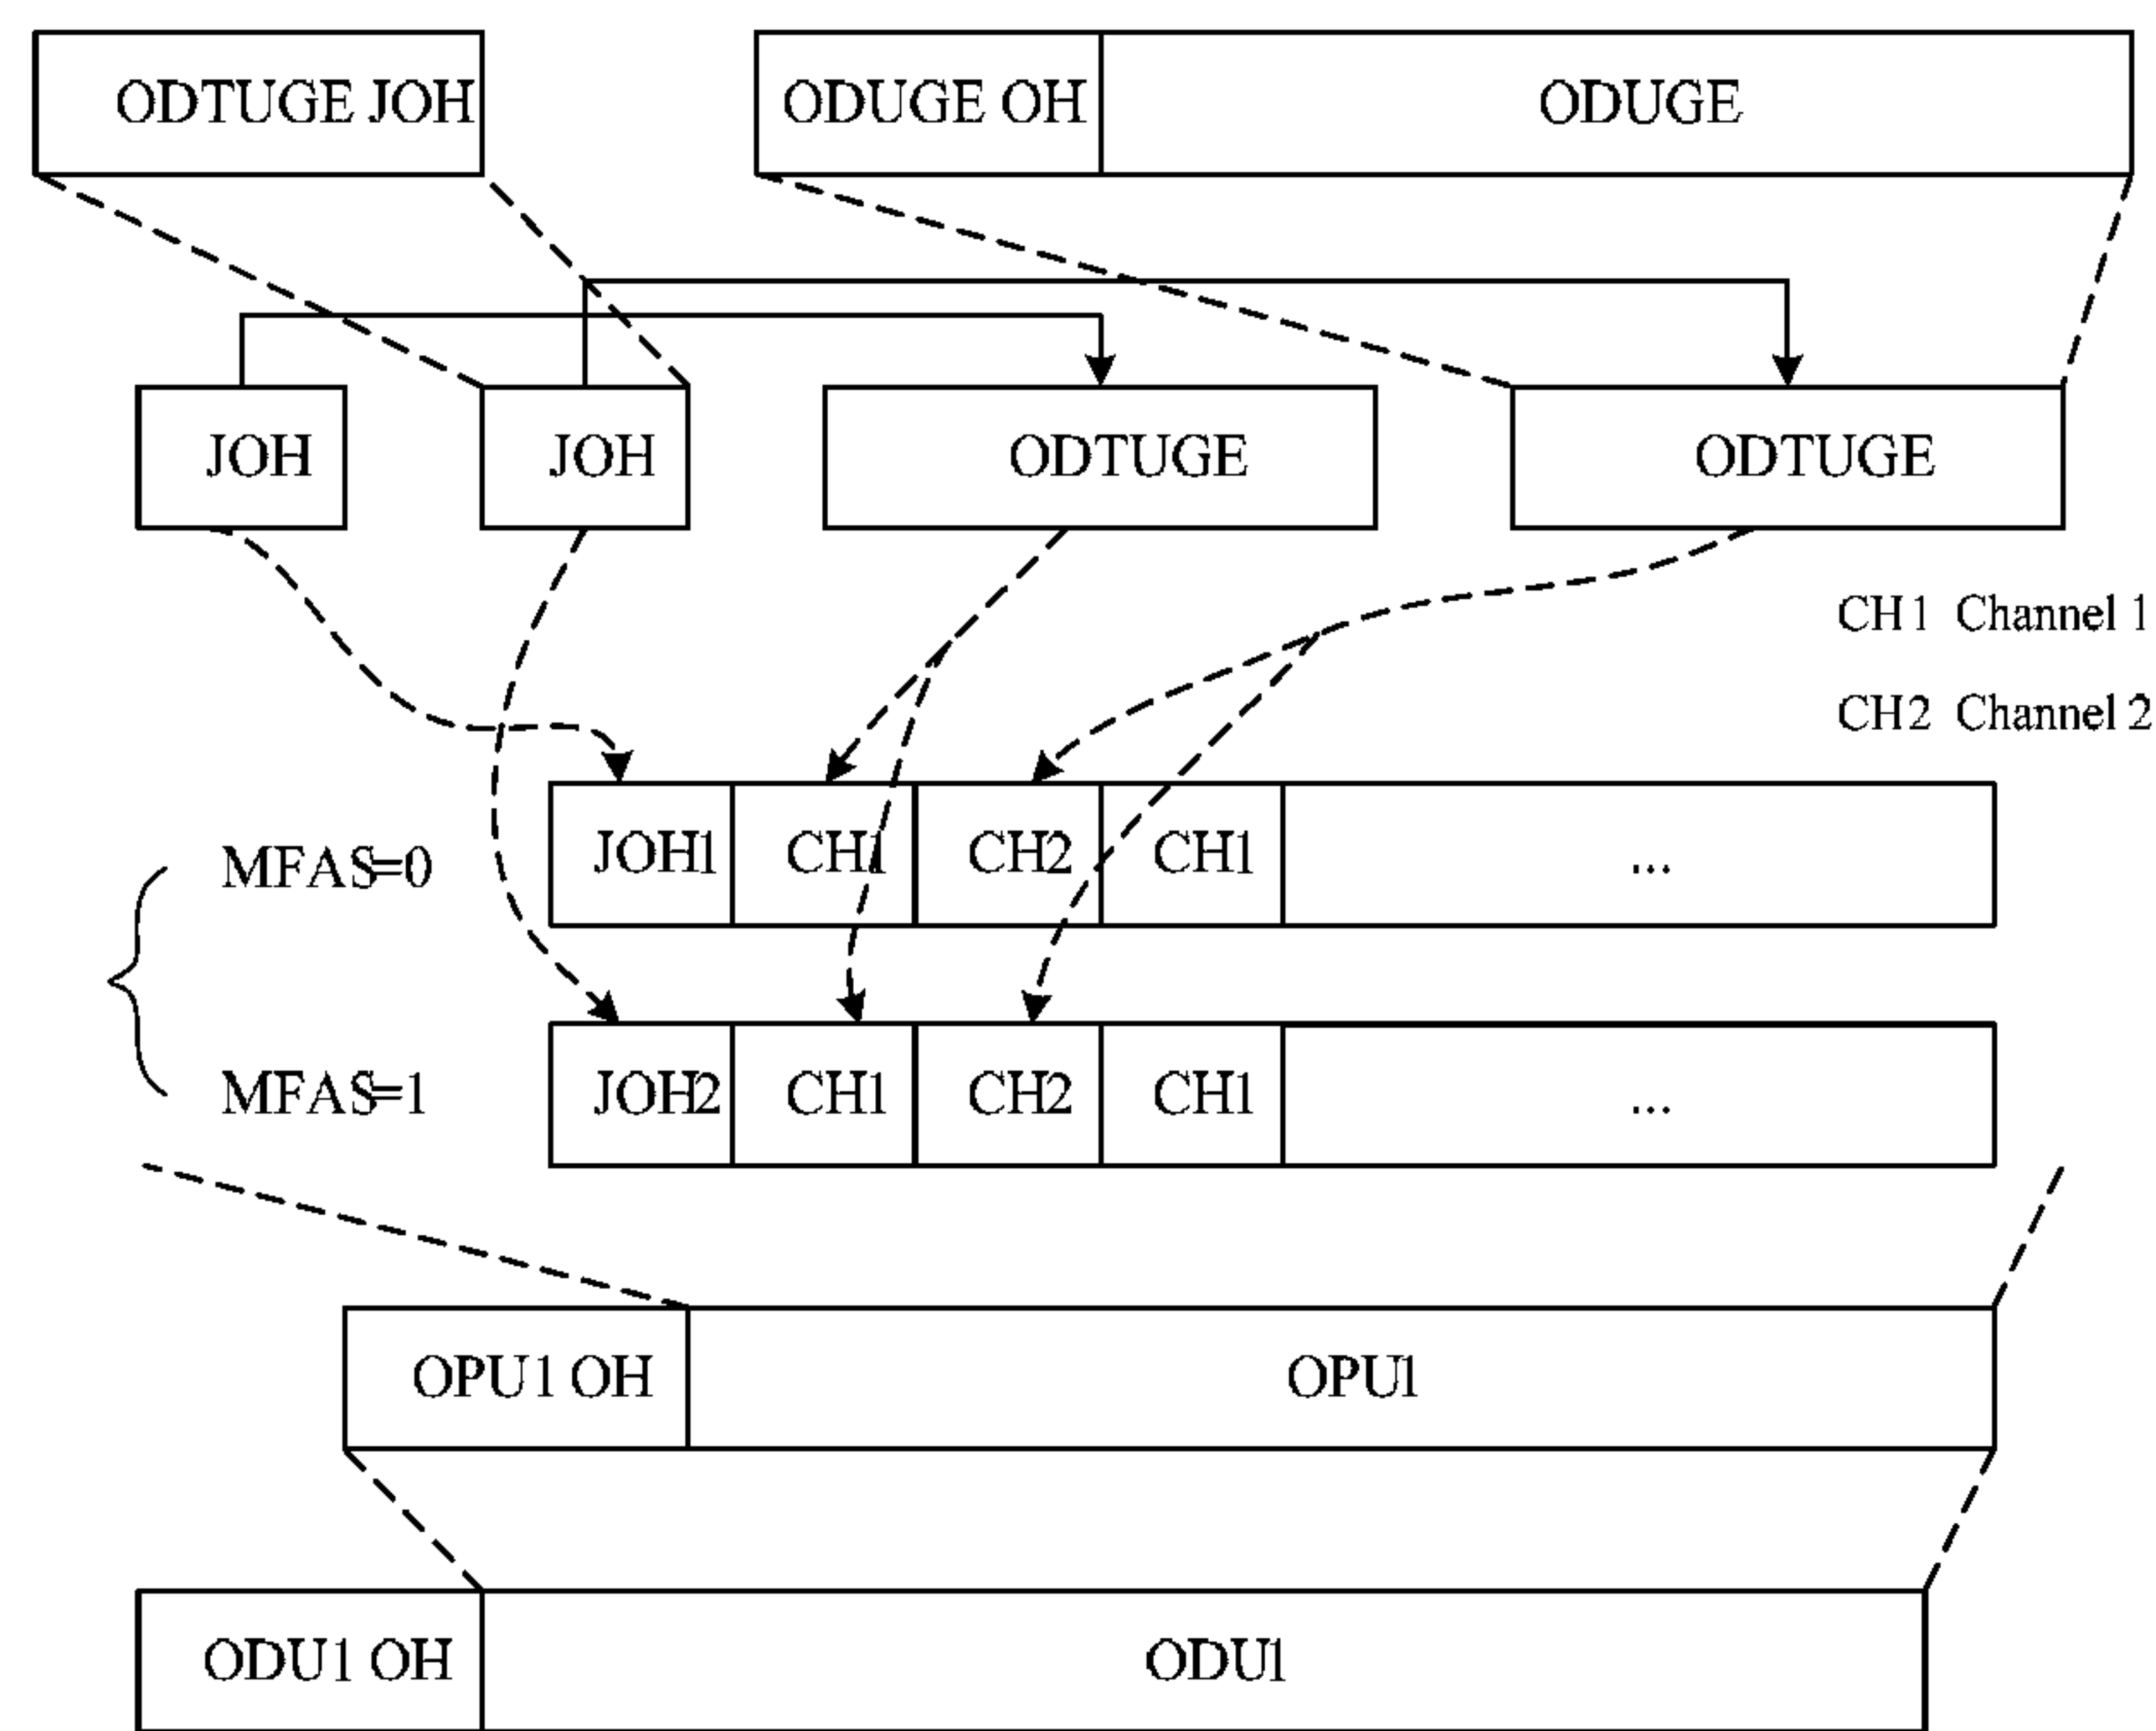 ODTUGE JOH ODUGE OH ODUGE
JOH JOH ODTUGE ODTUGE
CH1 Channel 1
CH2 Channel 2
MFAS=0 JOH1 CH1 CH2 CH1 ...
MFAS=1 JOH2 CH1 CH2 CH1 ...
OPU1 OH OPU1
ODU1 OH ODU1